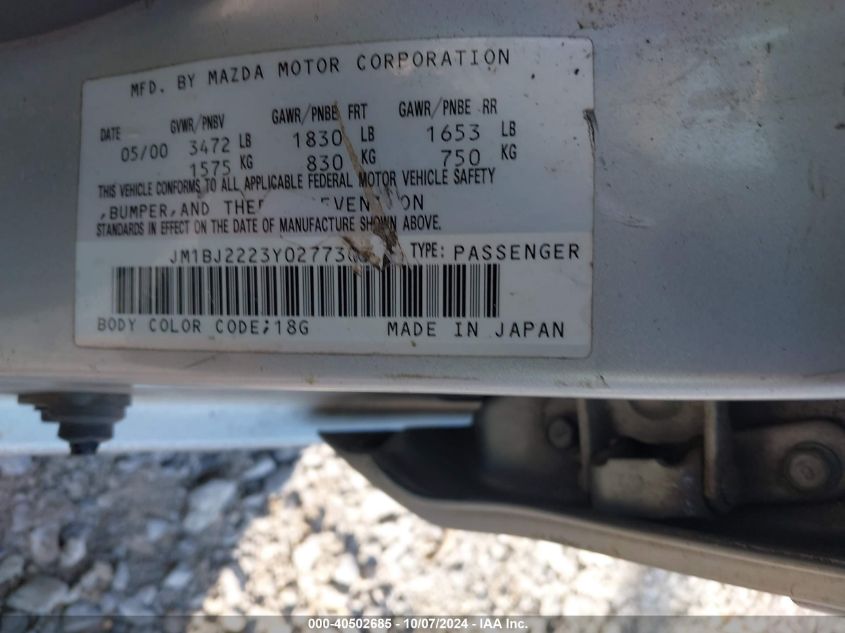 MFD. BY MAZDA MOTOR CORPORATION
DATE GVWR/PNBV GAWR/PNBE FRT GAWR/PNBE RR
05/00 3472 LB 1830 LB 1653 LB
1575 KG 830 KG 750 KG
THIS VEHICLE CONFORMS TO ALL APPLICABLE FEDERAL MOTOR VEHICLE SAFETY
,BUMPER,AND
STANDARDS IN EFFECT ON THE DATE OF MANUFACTURE SHOWN ABOVE.
TYPE: PASSENGER
BODY COLOR CODE;18G MADE IN JAPAN
000-40502685 - 10/07/2024 - IAA Inc.